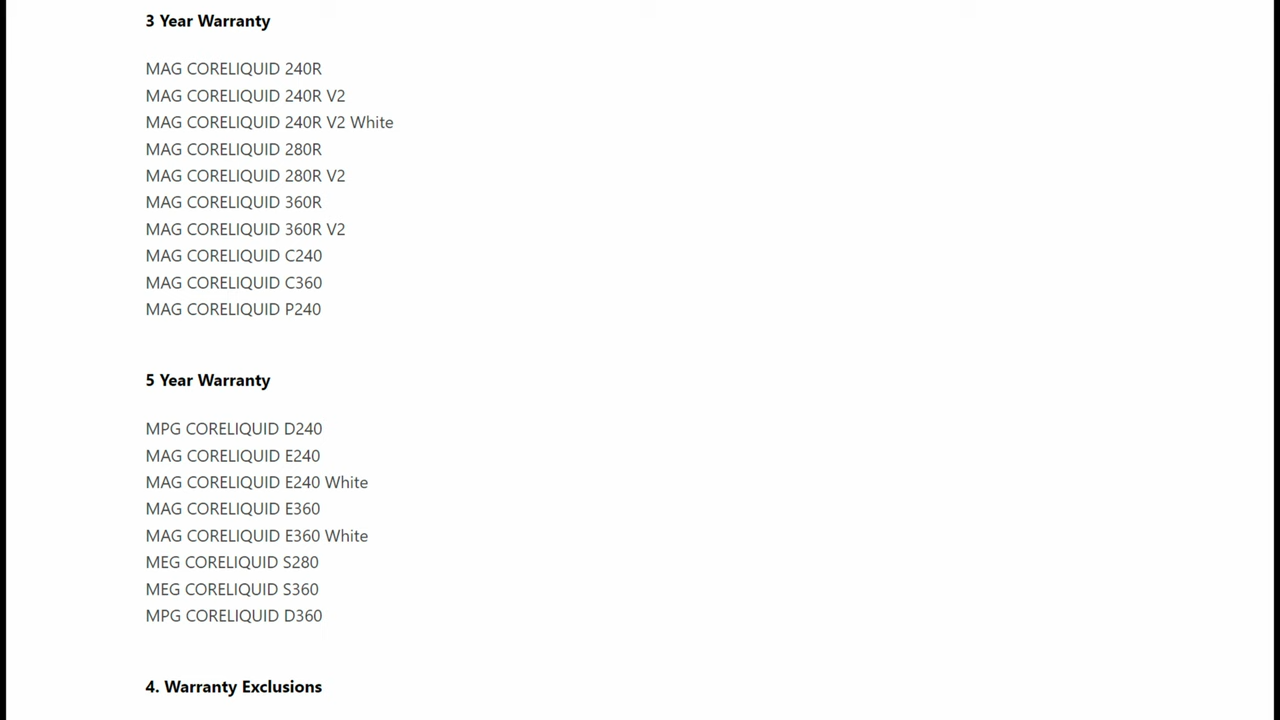 3 Year Warranty
MAG CORELIQUID 240R
MAG CORELIQUID 240R V2
MAG CORELIQUID 240R V2 White
MAG CORELIQUID 280R
MAG CORELIQUID 280R V2
MAG CORELIQUID 360R
MAG CORELIQUID 360R V2
MAG CORELIQUID C240
MAG CORELIQUID C360
MAG CORELIQUID P240
5 Year Warranty
MPG CORELIQUID D240
MAG CORELIQUID E240
MAG CORELIQUID E240 White
MAG CORELIQUID E360
MAG CORELIQUID E360 White
MEG CORELIQUID S280
MEG CORELIQUID S360
MPG CORELIQUID D360
4. Warranty Exclusions